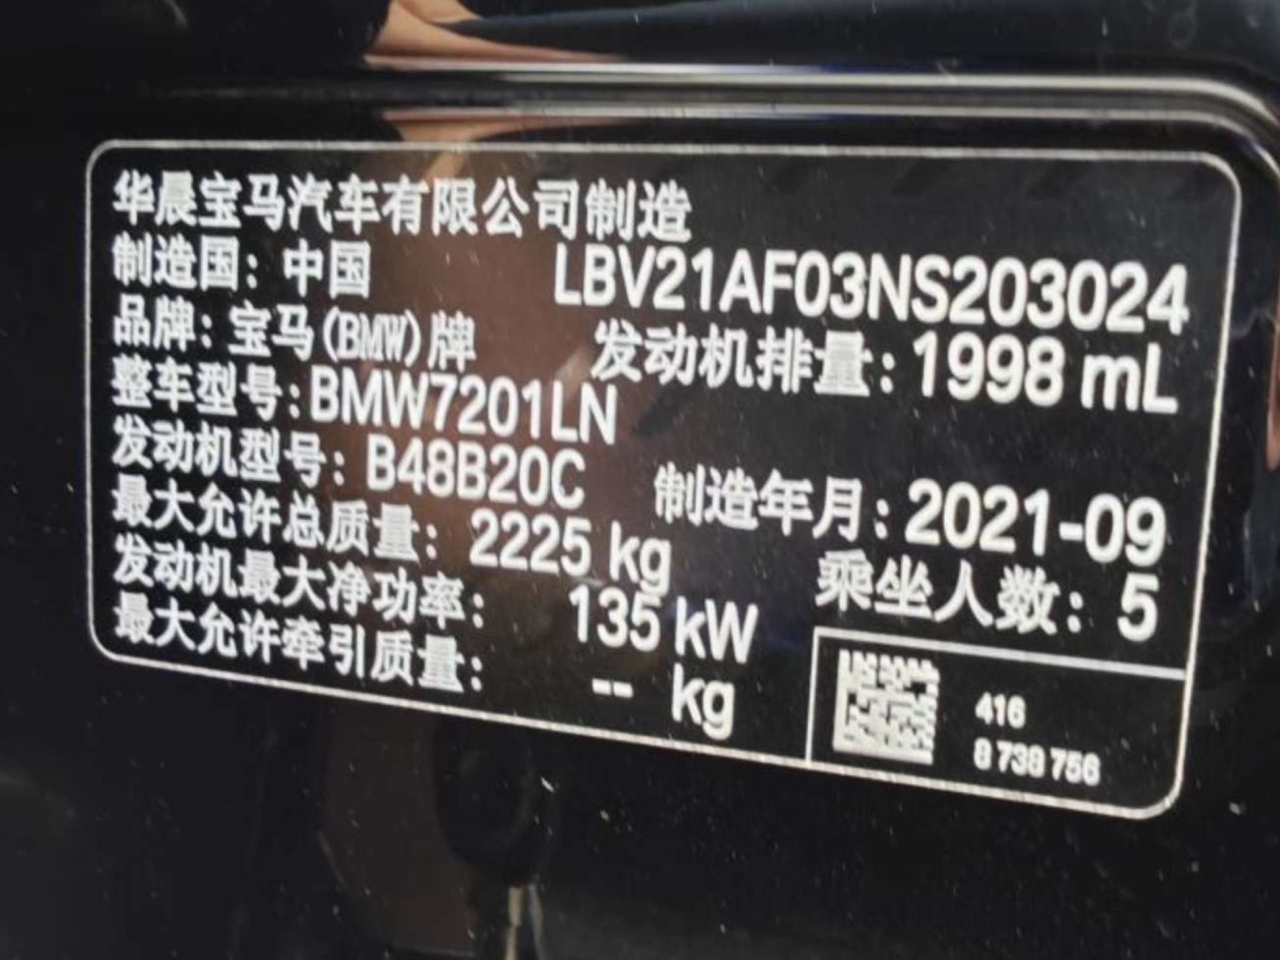 华晨宝马汽车有限公司制造
制造国：中国 LBV21AF03NS203024
品牌：宝马(BMW)牌 发动机排量：1998 mL
整车型号：BMW7201LN
发动机型号：B48B20C 制造年月：2021-09
最大允许总质量：2225 kg 乘坐人数：5
发动机最大净功率：135 kW
最大允许牵引质量：-- kg
416
8 738 756